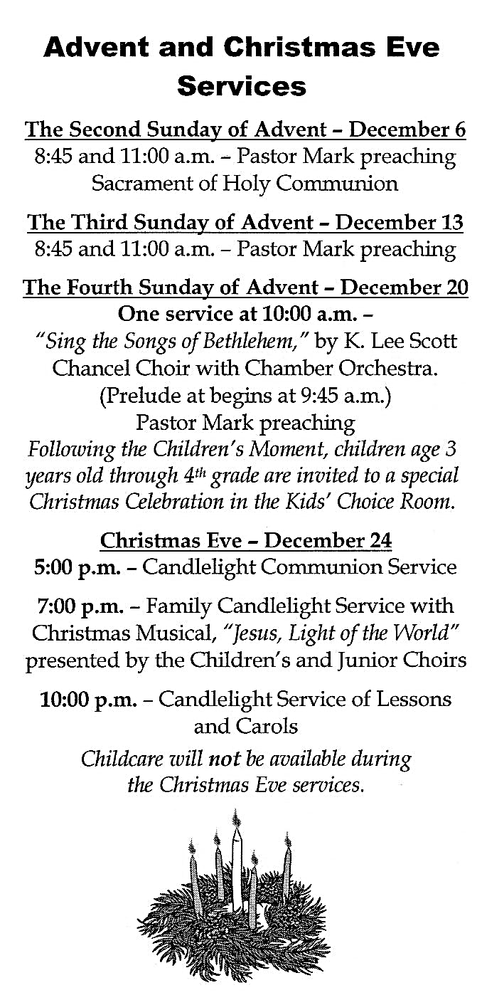 Advent and Christmas Eve
Services
The Second Sunday of Advent – December 6
8:45 and 11:00 a.m. – Pastor Mark preaching
Sacrament of Holy Communion
The Third Sunday of Advent – December 13
8:45 and 11:00 a.m. – Pastor Mark preaching
The Fourth Sunday of Advent – December 20
One service at 10:00 a.m. –
“Sing the Songs of Bethlehem,” by K. Lee Scott
Chancel Choir with Chamber Orchestra.
(Prelude at begins at 9:45 a.m.)
Pastor Mark preaching
Following the Children’s Moment, children age 3
years old through 4th grade are invited to a special
Christmas Celebration in the Kids’ Choice Room.
Christmas Eve – December 24
5:00 p.m. – Candlelight Communion Service
7:00 p.m. – Family Candlelight Service with
Christmas Musical, “Jesus, Light of the World”
presented by the Children’s and Junior Choirs
10:00 p.m. – Candlelight Service of Lessons
and Carols
Childcare will not be available during
the Christmas Eve services.